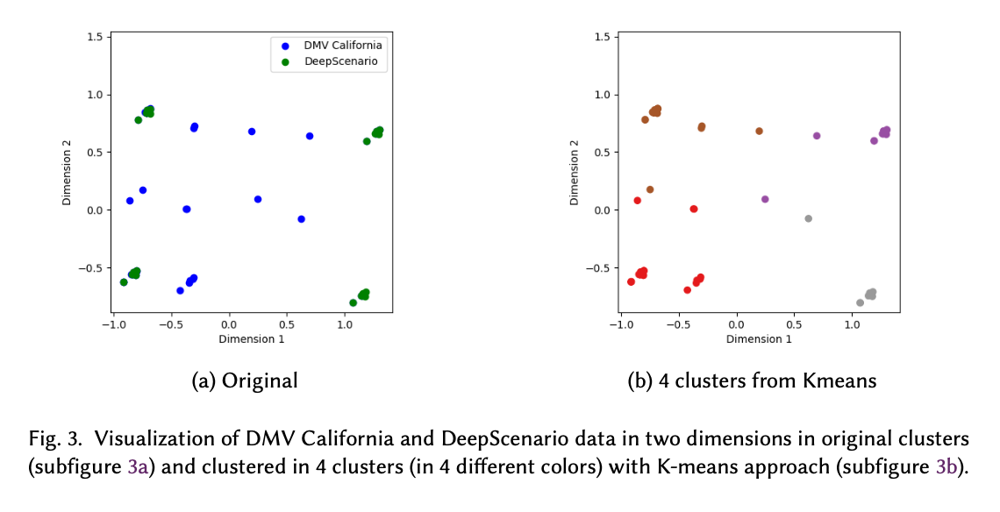 1.5
1.0
0.5
0.0
−0.5
Dimension 2
DMV California
DeepScenario
−1.0 −0.5 0.0 0.5 1.0
Dimension 1
(a) Original
1.5
1.0
0.5
0.0
−0.5
Dimension 2
−1.0 −0.5 0.0 0.5 1.0
Dimension 1
(b) 4 clusters from Kmeans
Fig. 3. Visualization of DMV California and DeepScenario data in two dimensions in original clusters
(subfigure 3a) and clustered in 4 clusters (in 4 different colors) with K-means approach (subfigure 3b).